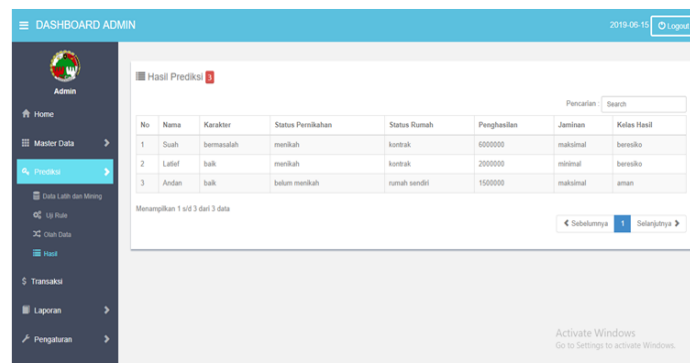 DASHBOARD ADMIN
2019-06-15 Logout
Admin
Home
Master Data
Prediksi
Data Latih dan Mining
Uji Rule
Olah Data
Hasil
$ Transaksi
Laporan
Pengaturan
Hasil Prediksi 3
Pencarian : Search
No Nama Karakter Status Pernikahan Status Rumah Penghasilan Jaminan Kelas Hasil
1 Suah bermasalah menikah kontrak 6000000 maksimal beresiko
2 Latief baik menikah kontrak 2000000 minimal beresiko
3 Andan baik belum menikah rumah sendiri 1500000 maksimal aman
Menampilkan 1 s/d 3 dari 3 data
Sebelumnya 1 Selanjutnya
Activate Windows
Go to Settings to activate Windows.